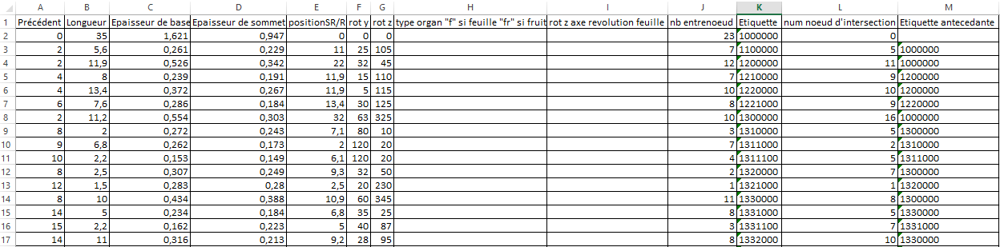 A B C D E F G H I J K L M
1 Précédent Longueur Epaisseur de base Epaisseur de sommet positionSR/R rot y rot z type organ "f" si feuille "fr" si fruit rot z axe revolution feuille nb entrenoeud Etiquette num noeud d'intersection Etiquette antecedante
2 0 35 1,621 0,947 0 0 0 23 1000000 0
3 2 5,6 0,261 0,229 11 25 105 7 1100000 5 1000000
4 2 11,9 0,526 0,342 22 32 45 12 1200000 11 1000000
5 4 8 0,239 0,191 11,9 15 110 7 1210000 9 1200000
6 4 13,4 0,372 0,267 11,9 5 115 10 1220000 10 1200000
7 6 7,6 0,286 0,184 13,4 30 125 8 1221000 9 1220000
8 2 11,2 0,554 0,303 32 63 325 10 1300000 16 1000000
9 8 2 0,272 0,243 7,1 80 10 3 1310000 5 1300000
10 9 6,8 0,262 0,173 2 120 20 7 1311000 2 1310000
11 10 2,2 0,153 0,149 6,1 120 20 4 1311100 5 1311000
12 8 2,5 0,307 0,249 9,3 32 50 2 1320000 7 1300000
13 12 1,5 0,283 0,28 2,5 20 230 1 1321000 1 1320000
14 8 10 0,434 0,388 10,9 60 345 11 1330000 8 1300000
15 14 5 0,234 0,184 6,8 35 25 8 1331000 5 1330000
16 15 2,2 0,162 0,223 5 40 87 3 1331100 7 1331000
17 14 11 0,316 0,213 9,2 28 95 8 1332000 10 1330000